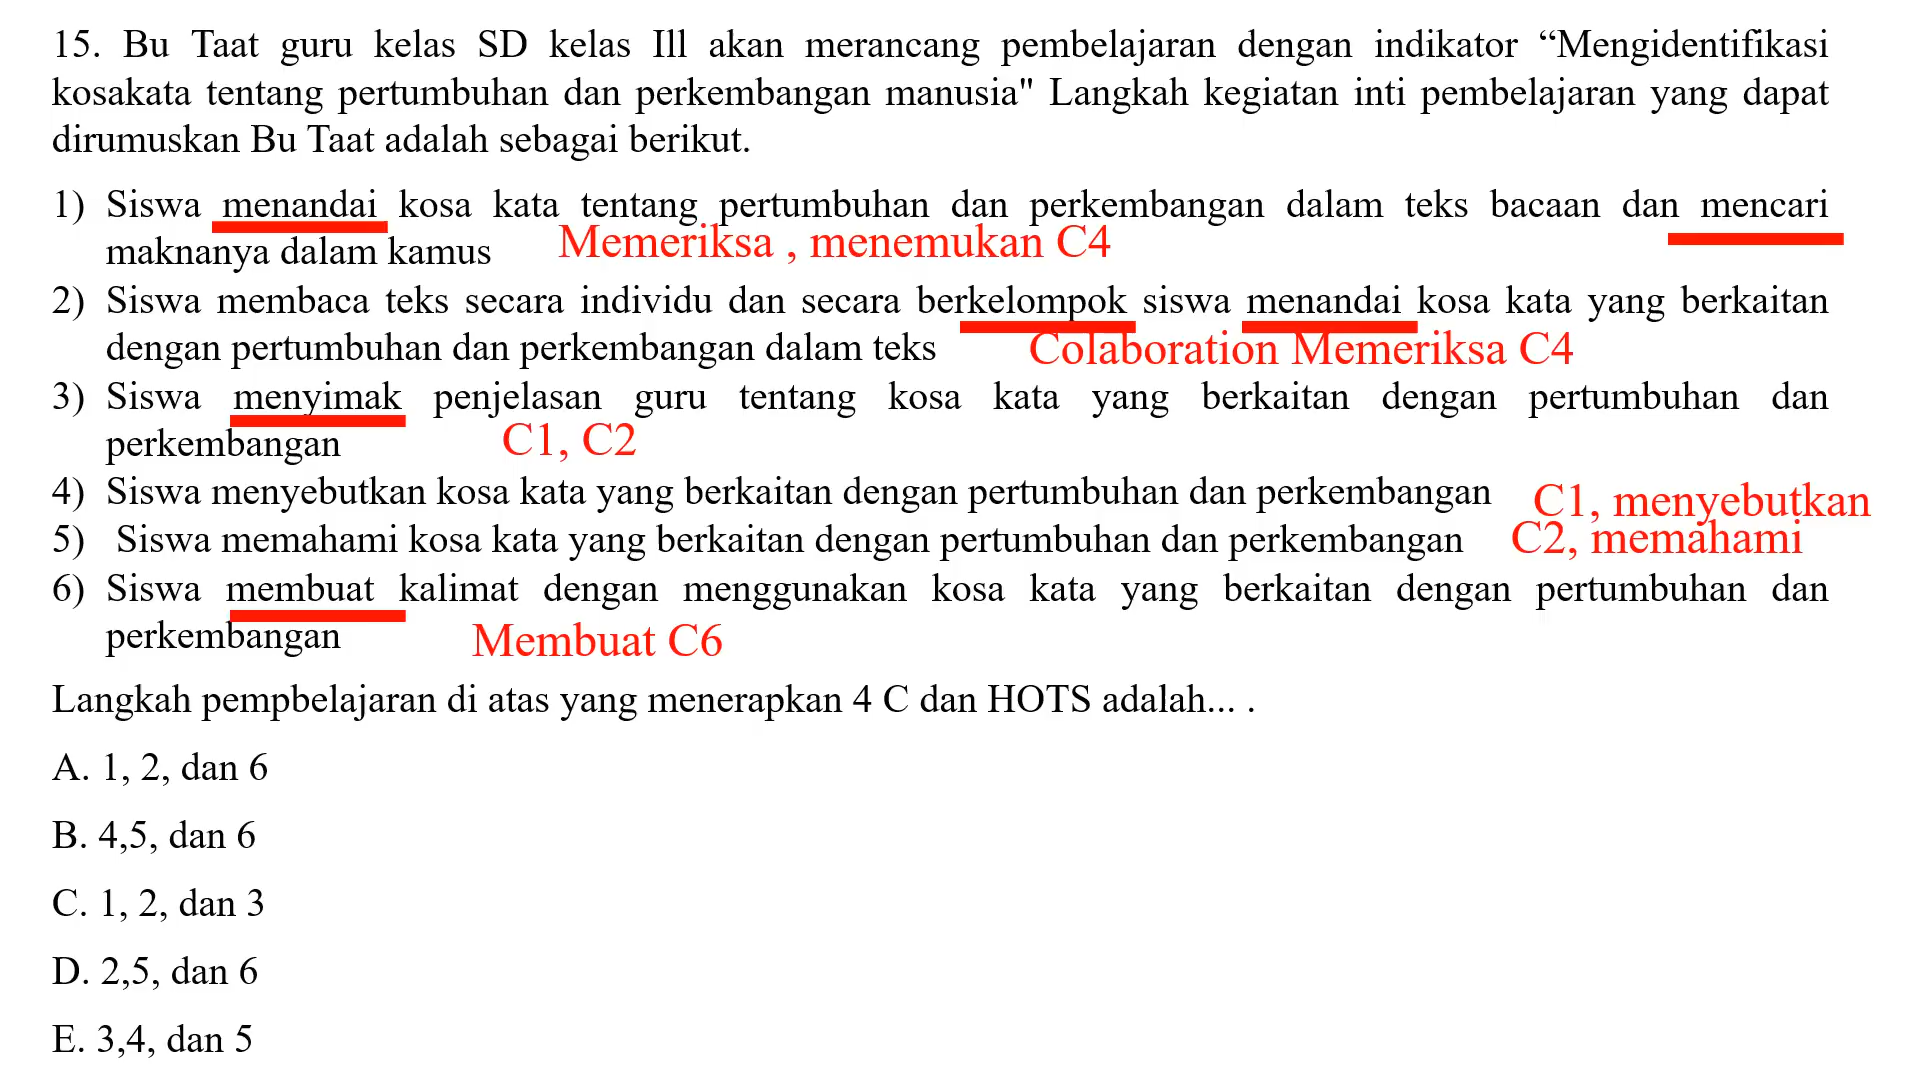 15. Bu Taat guru kelas SD kelas Ill akan merancang pembelajaran dengan indikator “Mengidentifikasi
kosakata tentang pertumbuhan dan perkembangan manusia" Langkah kegiatan inti pembelajaran yang dapat
dirumuskan Bu Taat adalah sebagai berikut.
1) Siswa menandai kosa kata tentang pertumbuhan dan perkembangan dalam teks bacaan dan mencari
maknanya dalam kamus Memeriksa , menemukan C4
2) Siswa membaca teks secara individu dan secara berkelompok siswa menandai kosa kata yang berkaitan
dengan pertumbuhan dan perkembangan dalam teks Colaboration Memeriksa C4
3) Siswa menyimak penjelasan guru tentang kosa kata yang berkaitan dengan pertumbuhan dan
perkembangan C1, C2
4) Siswa menyebutkan kosa kata yang berkaitan dengan pertumbuhan dan perkembangan C1, menyebutkan
5) Siswa memahami kosa kata yang berkaitan dengan pertumbuhan dan perkembangan C2, memahami
6) Siswa membuat kalimat dengan menggunakan kosa kata yang berkaitan dengan pertumbuhan dan
perkembangan Membuat C6
Langkah pempbelajaran di atas yang menerapkan 4 C dan HOTS adalah... .
A. 1, 2, dan 6
B. 4,5, dan 6
C. 1, 2, dan 3
D. 2,5, dan 6
E. 3,4, dan 5